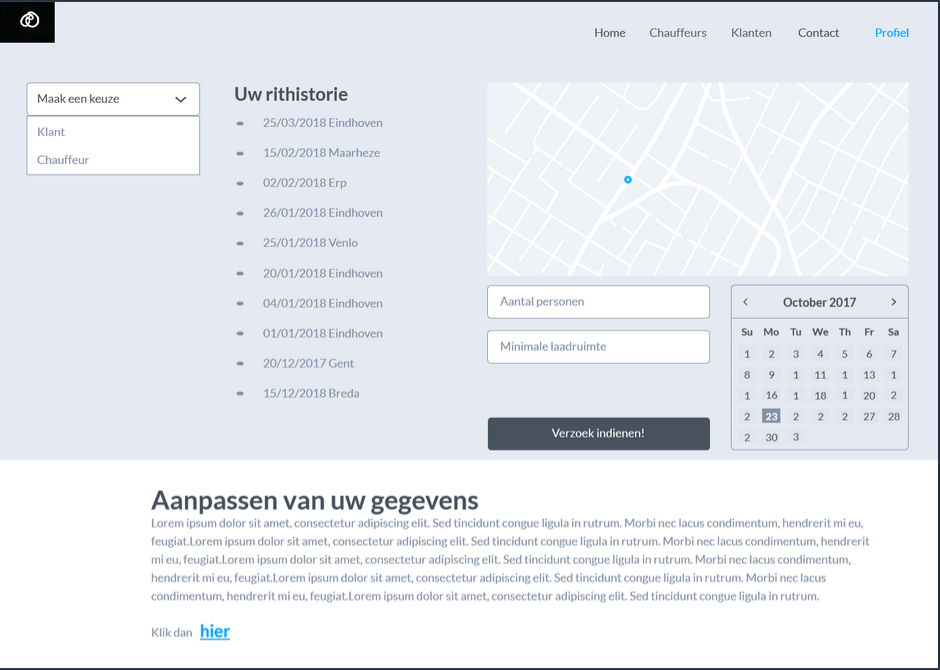 Home Chauffeurs Klanten Contact Profiel
Maak een keuze
Klant
Chauffeur
Uw rithistorie
25/03/2018 Eindhoven
15/02/2018 Maarheze
02/02/2018 Erp
26/01/2018 Eindhoven
25/01/2018 Venlo
20/01/2018 Eindhoven
04/01/2018 Eindhoven
01/01/2018 Eindhoven
20/12/2017 Gent
15/12/2018 Breda
Aantal personen
Minimale laadruimte
Verzoek indienen!
October 2017
Su Mo Tu We Th Fr Sa
1 2 3 4 5 6 7
8 9 1 11 1 13 1
1 16 1 18 1 20 2
2 23 2 2 2 27 28
2 30 3
Aanpassen van uw gegevens
Lorem ipsum dolor sit amet, consectetur adipiscing elit. Sed tincidunt congue ligula in rutrum. Morbi nec lacus condimentum, hendrerit mi eu,
feugiat.Lorem ipsum dolor sit amet, consectetur adipiscing elit. Sed tincidunt congue ligula in rutrum. Morbi nec lacus condimentum, hendrerit
mi eu, feugiat.Lorem ipsum dolor sit amet, consectetur adipiscing elit. Sed tincidunt congue ligula in rutrum. Morbi nec lacus condimentum,
hendrerit mi eu, feugiat.Lorem ipsum dolor sit amet, consectetur adipiscing elit. Sed tincidunt congue ligula in rutrum. Morbi nec lacus
condimentum, hendrerit mi eu, feugiat.Lorem ipsum dolor sit amet, consectetur adipiscing elit. Sed tincidunt congue ligula in rutrum.
Klik dan hier